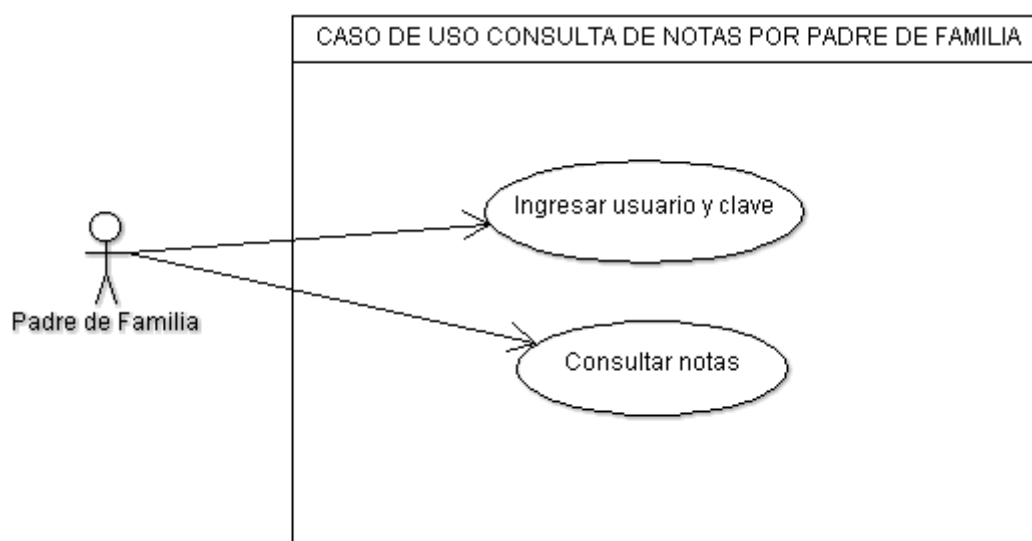 CASO DE USO CONSULTA DE NOTAS POR PADRE DE FAMILIA
Ingresar usuario y clave
Padre de Familia
Consultar notas